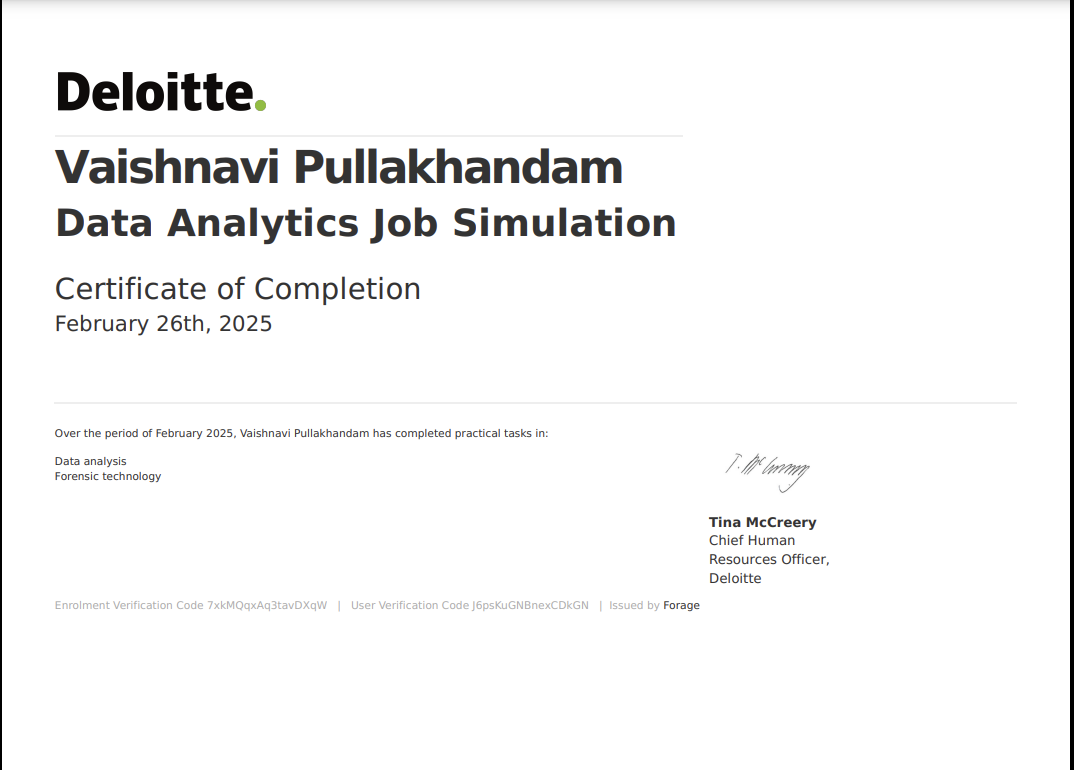 Deloitte.
Vaishnavi Pullakhandam
Data Analytics Job Simulation
Certificate of Completion
February 26th, 2025
Over the period of February 2025, Vaishnavi Pullakhandam has completed practical tasks in:
Data analysis
Forensic technology
T. McCreery
Tina McCreery
Chief Human
Resources Officer,
Deloitte
Enrolment Verification Code 7xkMQqxAq3tavDXqW | User Verification Code J6psKuGNBnexCDkGN | Issued by Forage